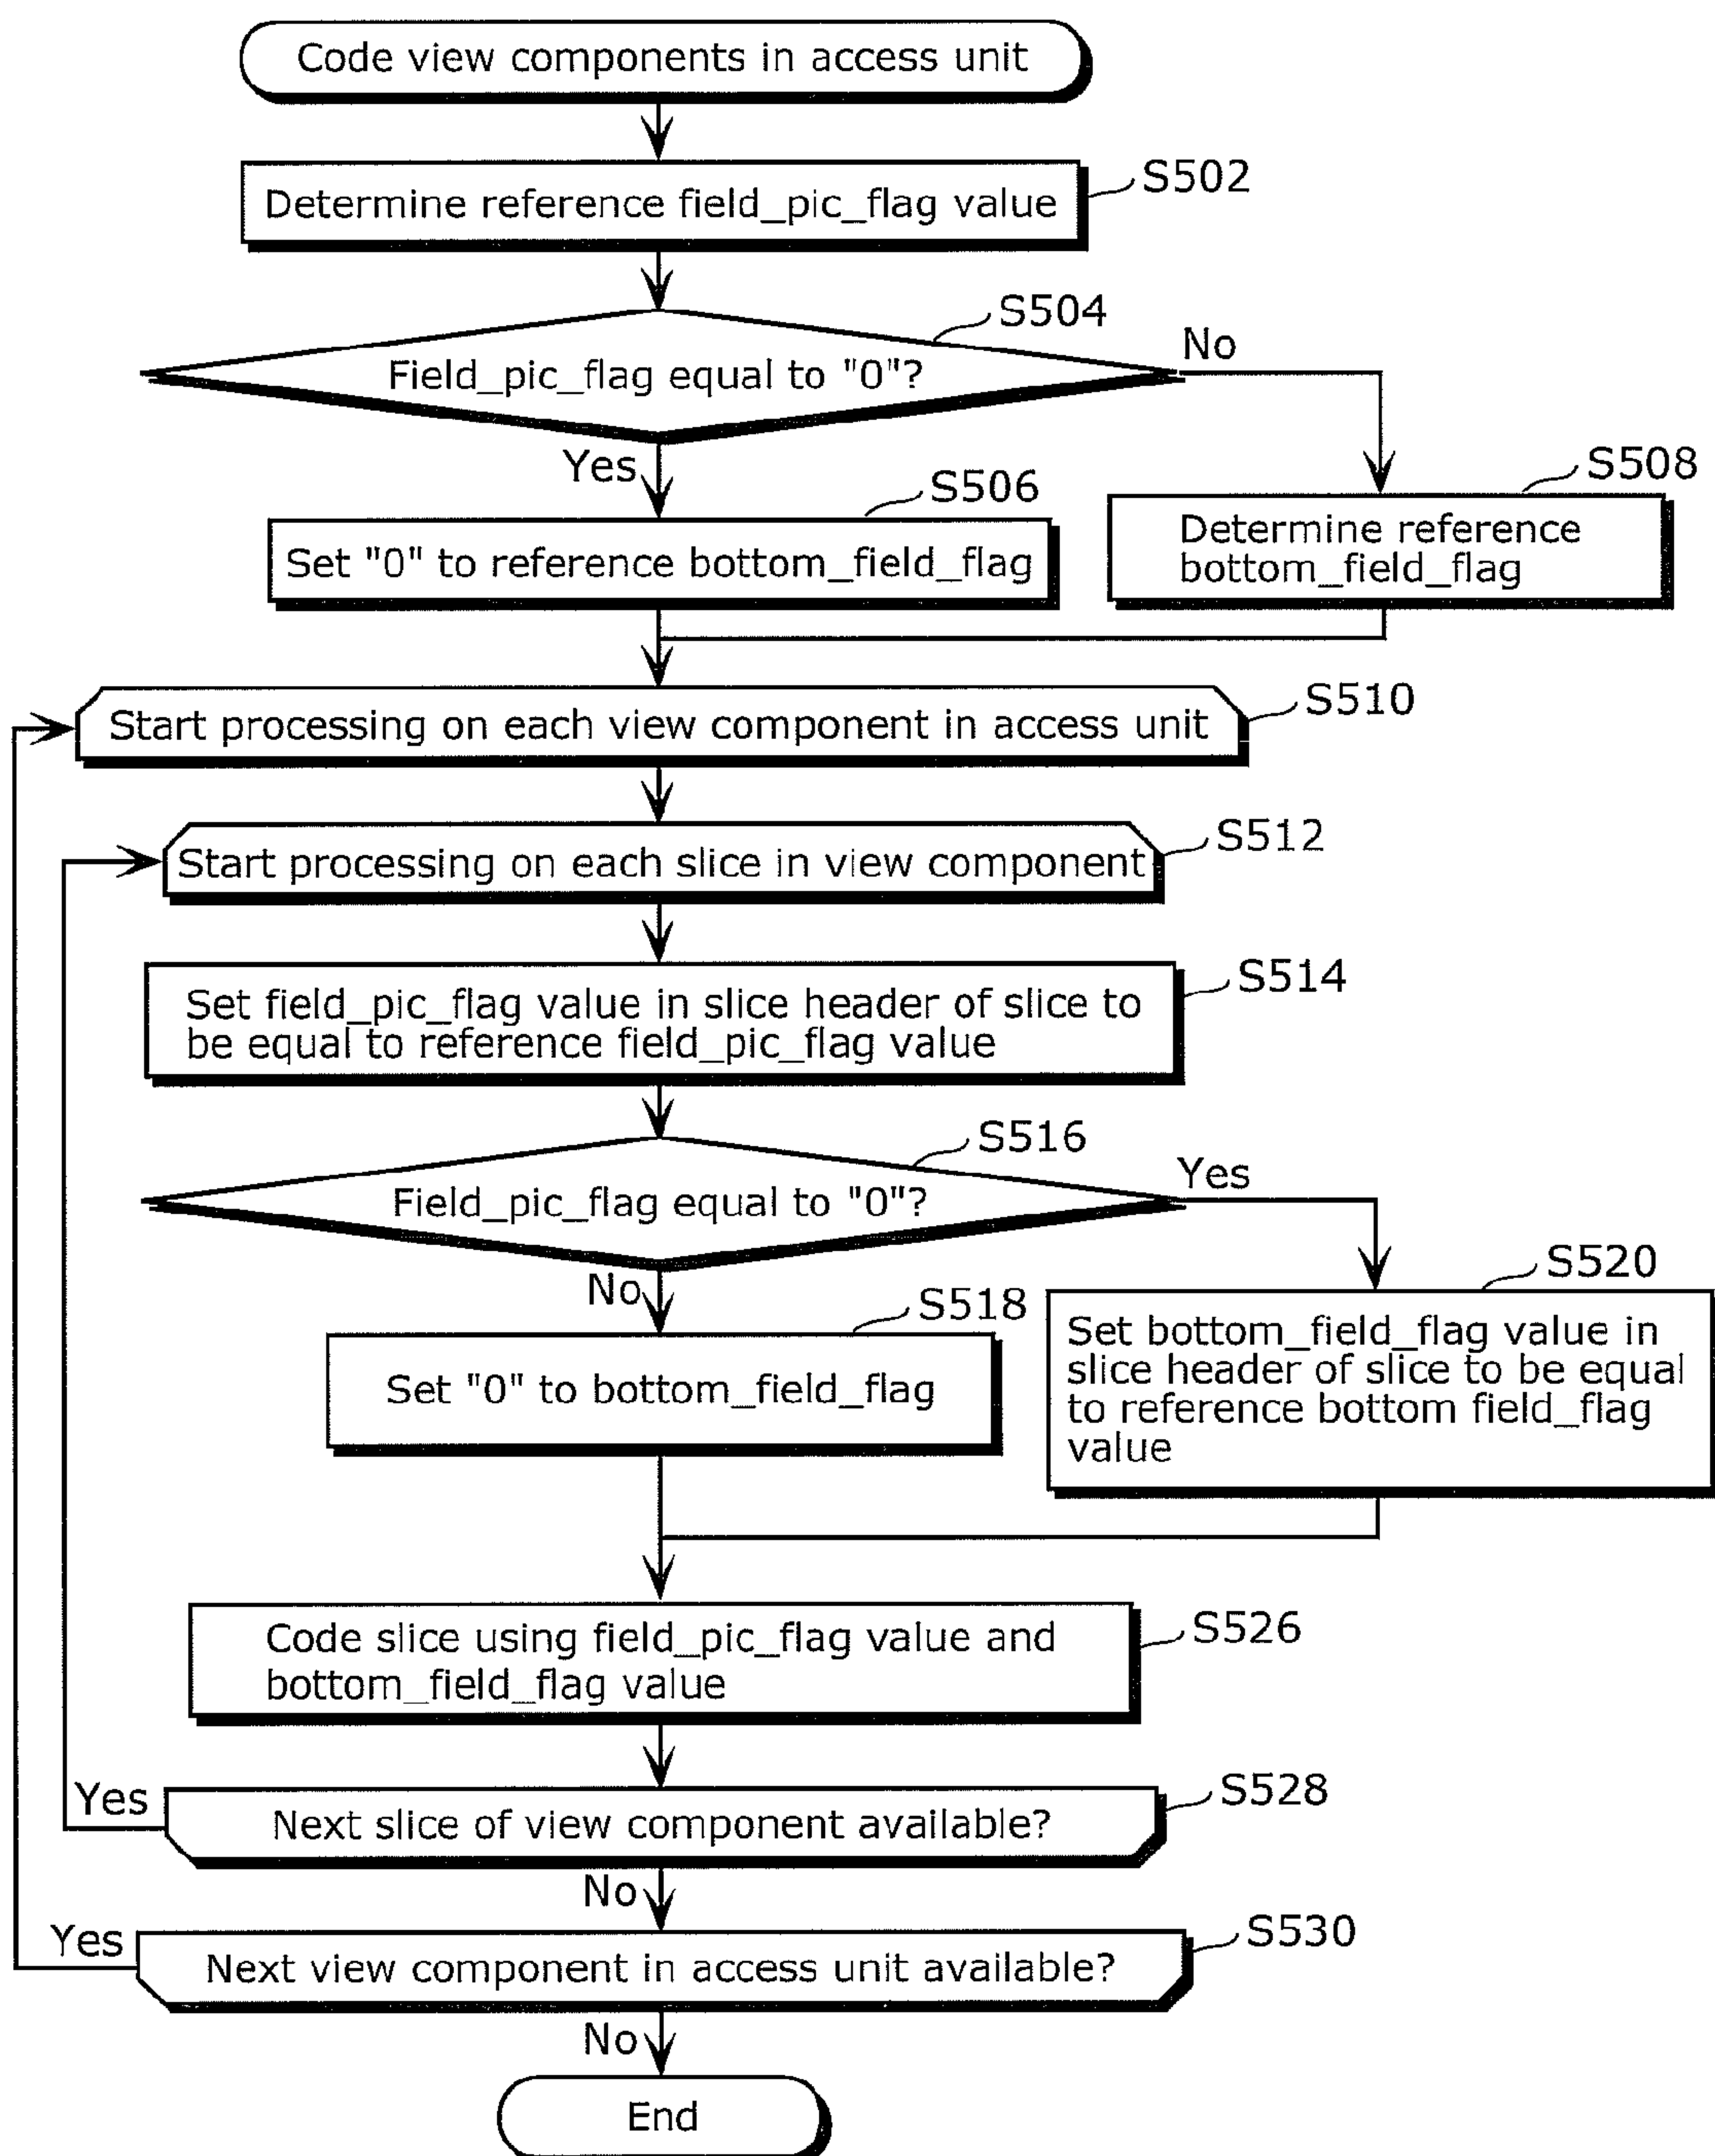 Code view components in access unit
S502
Determine reference field_pic_flag value
S504
No
Field_pic_flag equal to "0"?
Yes
S506
S508
Set "0" to reference bottom_field_flag
Determine reference
bottom_field_flag
S510
Start processing on each view component in access unit
S512
Start processing on each slice in view component
S514
Set field_pic_flag value in slice header of slice to
be equal to reference field_pic_flag value
S516
Yes
Field_pic_flag equal to "0"?
No
S518
S520
Set "0" to bottom_field_flag
Set bottom_field_flag value in
slice header of slice to be equal
to reference bottom field_flag
value
S526
Code slice using field_pic_flag value and
bottom_field_flag value
S528
Yes
Next slice of view component available?
No
S530
Yes
Next view component in access unit available?
No
End